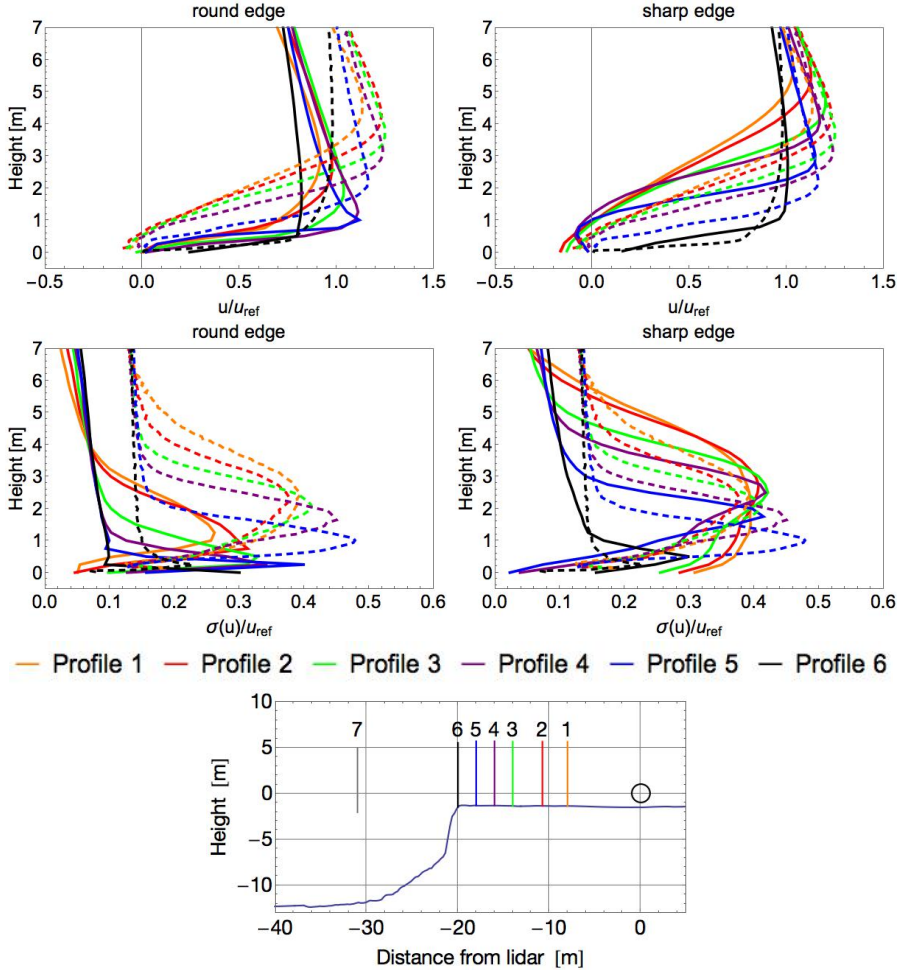 round edge
sharp edge
7
6
5
4
3
2
1
0
Height [m]
−0.5 0.0 0.5 1.0 1.5
u/u_ref
7
6
5
4
3
2
1
0
Height [m]
−0.5 0.0 0.5 1.0 1.5
u/u_ref
round edge
sharp edge
7
6
5
4
3
2
1
0
Height [m]
0.0 0.1 0.2 0.3 0.4 0.5 0.6
σ(u)/u_ref
7
6
5
4
3
2
1
0
Height [m]
0.0 0.1 0.2 0.3 0.4 0.5 0.6
σ(u)/u_ref
Profile 1 Profile 2 Profile 3 Profile 4 Profile 5 Profile 6
10
5
0
−5
−10
Height [m]
7 6 5 4 3 2 1
−40 −30 −20 −10 0
Distance from lidar [m]